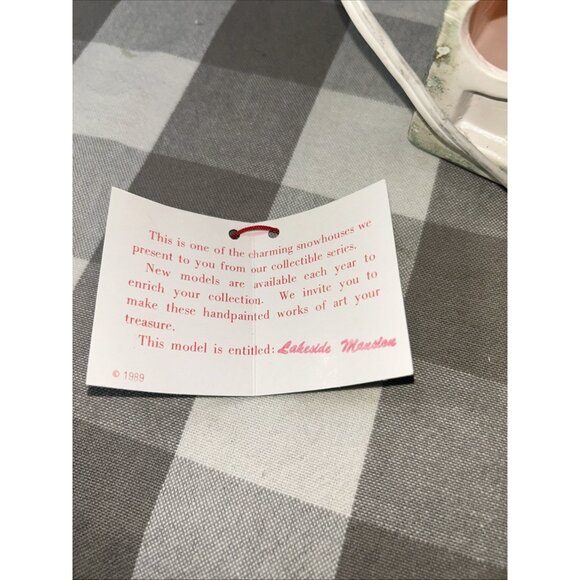 This is one of the charming snowhouses we
present to you from our collectible series.
New models are available each year to
enrich your collection. We invite you to
make these handpainted works of art your
treasure.
This model is entitled: Lakeside Mansion
© 1989